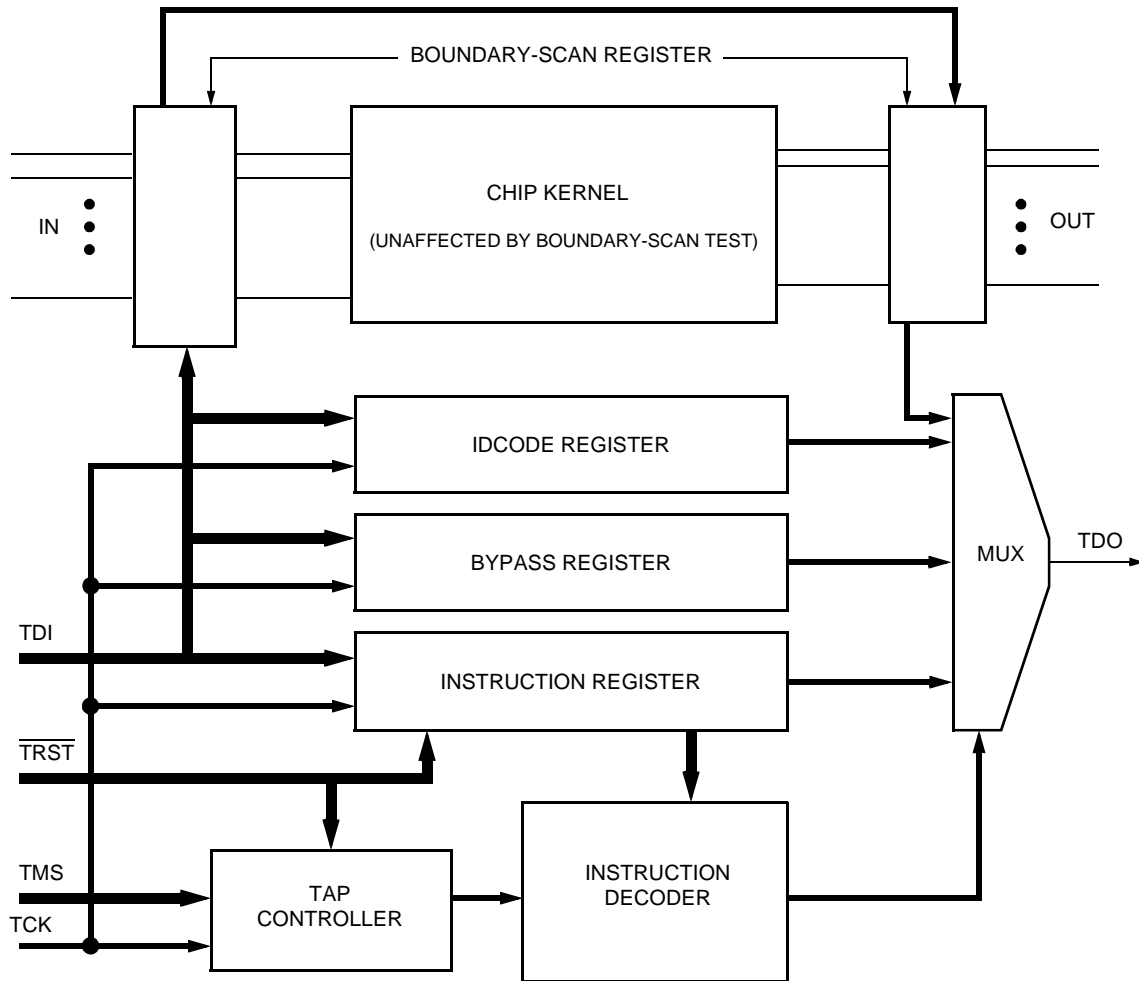 BOUNDARY-SCAN REGISTER
CHIP KERNEL
(UNAFFECTED BY BOUNDARY-SCAN TEST)
IN
OUT
IDCODE REGISTER
BYPASS REGISTER
MUX
TDO
TDI
INSTRUCTION REGISTER
TRST
TMS
TCK
TAP
CONTROLLER
INSTRUCTION
DECODER